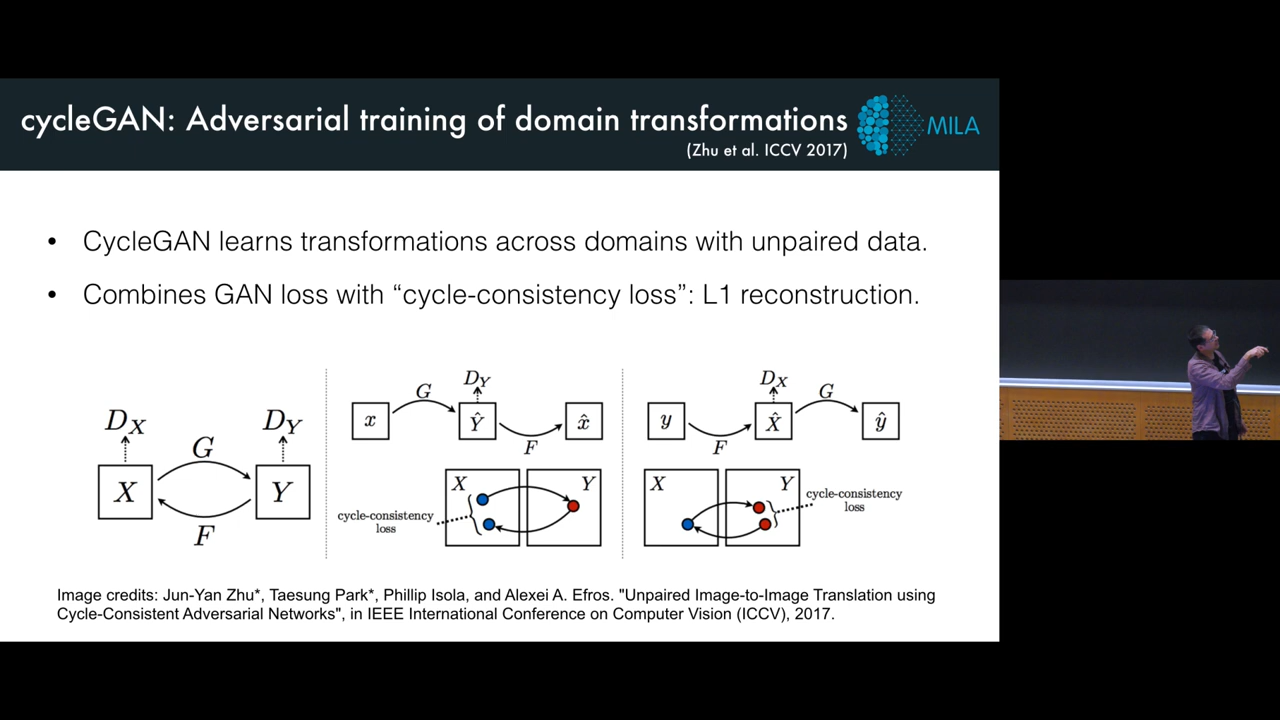 cycleGAN: Adversarial training of domain transformations
(Zhu et al. ICCV 2017)
MILA
• CycleGAN learns transformations across domains with unpaired data.
• Combines GAN loss with “cycle-consistency loss”: L1 reconstruction.
D_X D_Y
G
X Y
F
D_Y
G
x Ŷ x̂
F
X Y
cycle-consistency
loss
D_X
G
y X̂ ŷ
F
X Y
cycle-consistency
loss
Image credits: Jun-Yan Zhu*, Taesung Park*, Phillip Isola, and Alexei A. Efros. "Unpaired Image-to-Image Translation using
Cycle-Consistent Adversarial Networks", in IEEE International Conference on Computer Vision (ICCV), 2017.